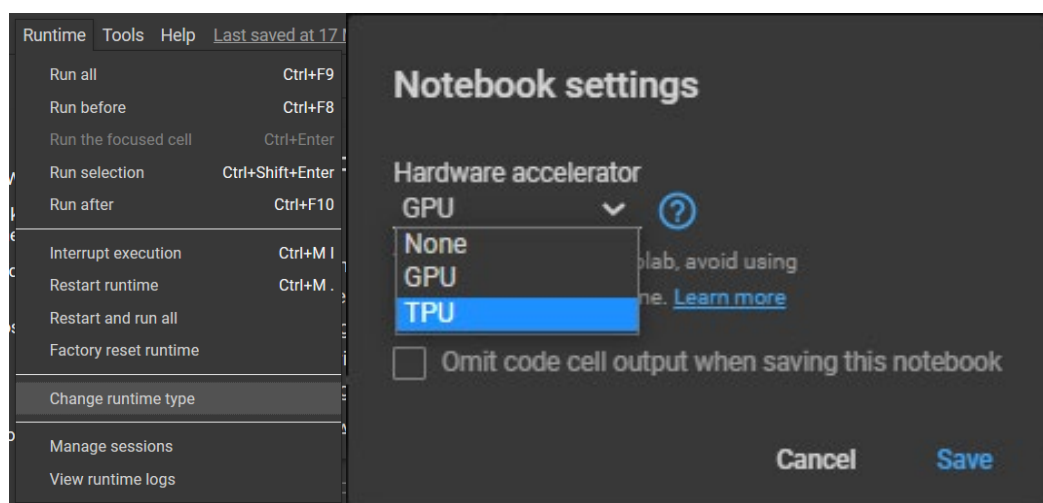 Runtime Tools Help Last saved at 17
Run all Ctrl+F9
Run before Ctrl+F8
Run the focused cell Ctrl+Enter
Run selection Ctrl+Shift+Enter
Run after Ctrl+F10
Interrupt execution Ctrl+M I
Restart runtime Ctrl+M .
Restart and run all
Factory reset runtime
Change runtime type
Manage sessions
View runtime logs
Notebook settings
Hardware accelerator
GPU
None
GPU
TPU
avoid using
Learn more
Omit code cell output when saving this notebook
Cancel Save